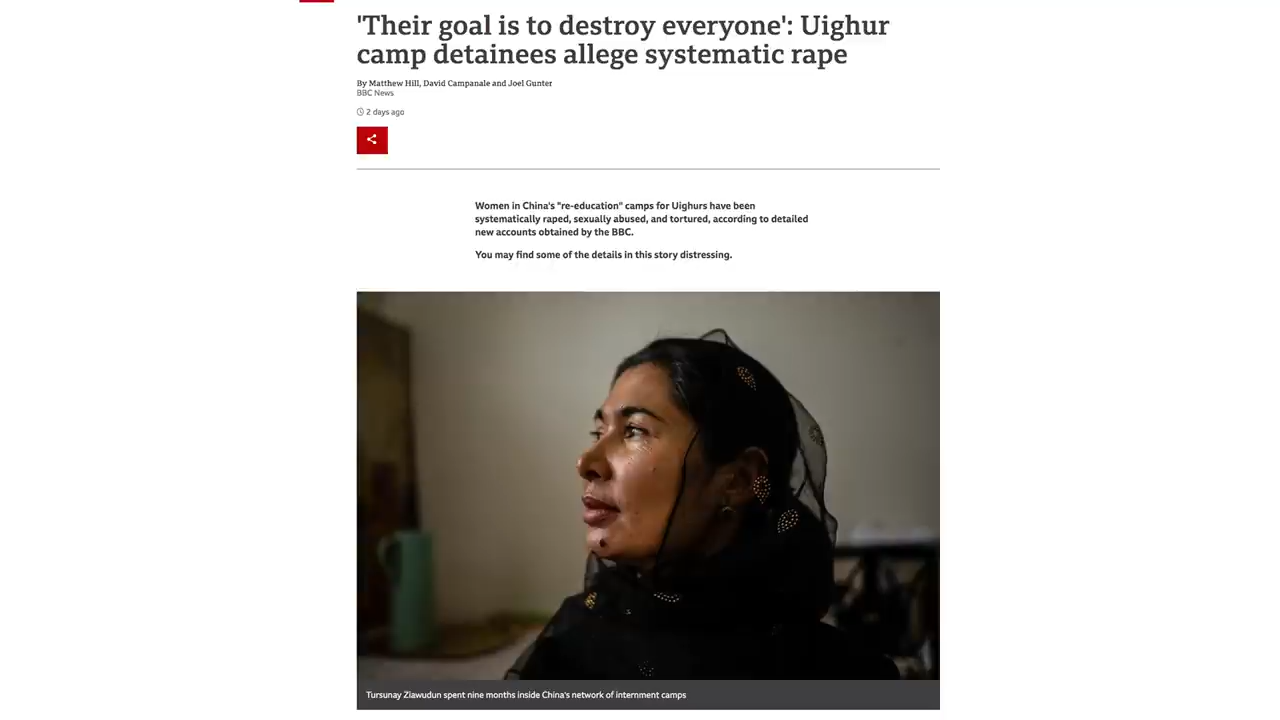 'Their goal is to destroy everyone': Uighur
camp detainees allege systematic rape
By Matthew Hill, David Campanale and Joel Gunter
BBC News
2 days ago
Women in China's "re-education" camps for Uighurs have been
systematically raped, sexually abused, and tortured, according to detailed
new accounts obtained by the BBC.
You may find some of the details in this story distressing.
Tursunay Ziawudun spent nine months inside China's network of internment camps